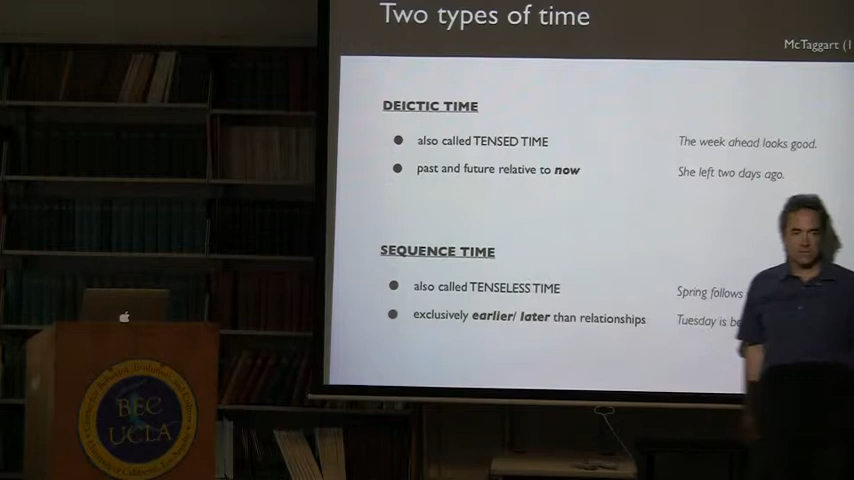 Two types of time
McTaggart (1
DEICTIC TIME
● also called TENSED TIME
The week ahead looks good.
● past and future relative to now
She left two days ago.
SEQUENCE TIME
● also called TENSELESS TIME
Spring follows
● exclusively earlier/ later than relationships
Tuesday is be
BEC
UCLA